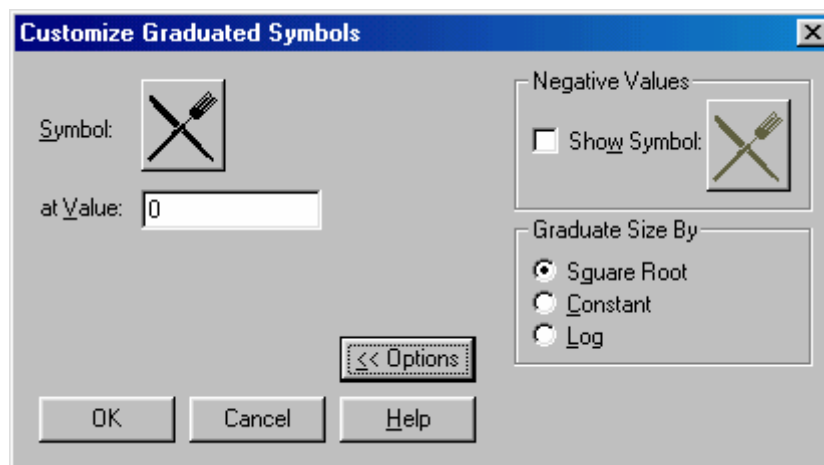 Customize Graduated Symbols
Symbol:
at Value: 0
Negative Values
Show Symbol:
Graduate Size By
Square Root
Constant
Log
<< Options
OK Cancel Help